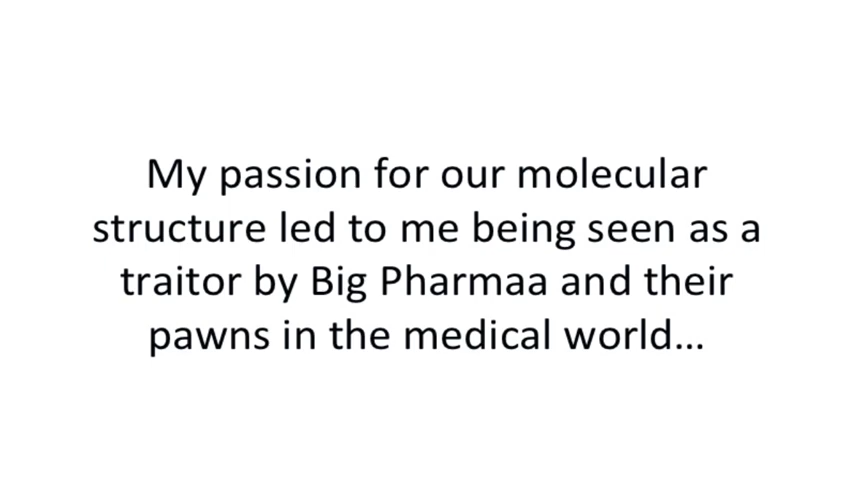 My passion for our molecular
structure led to me being seen as a
traitor by Big Pharmaa and their
pawns in the medical world...